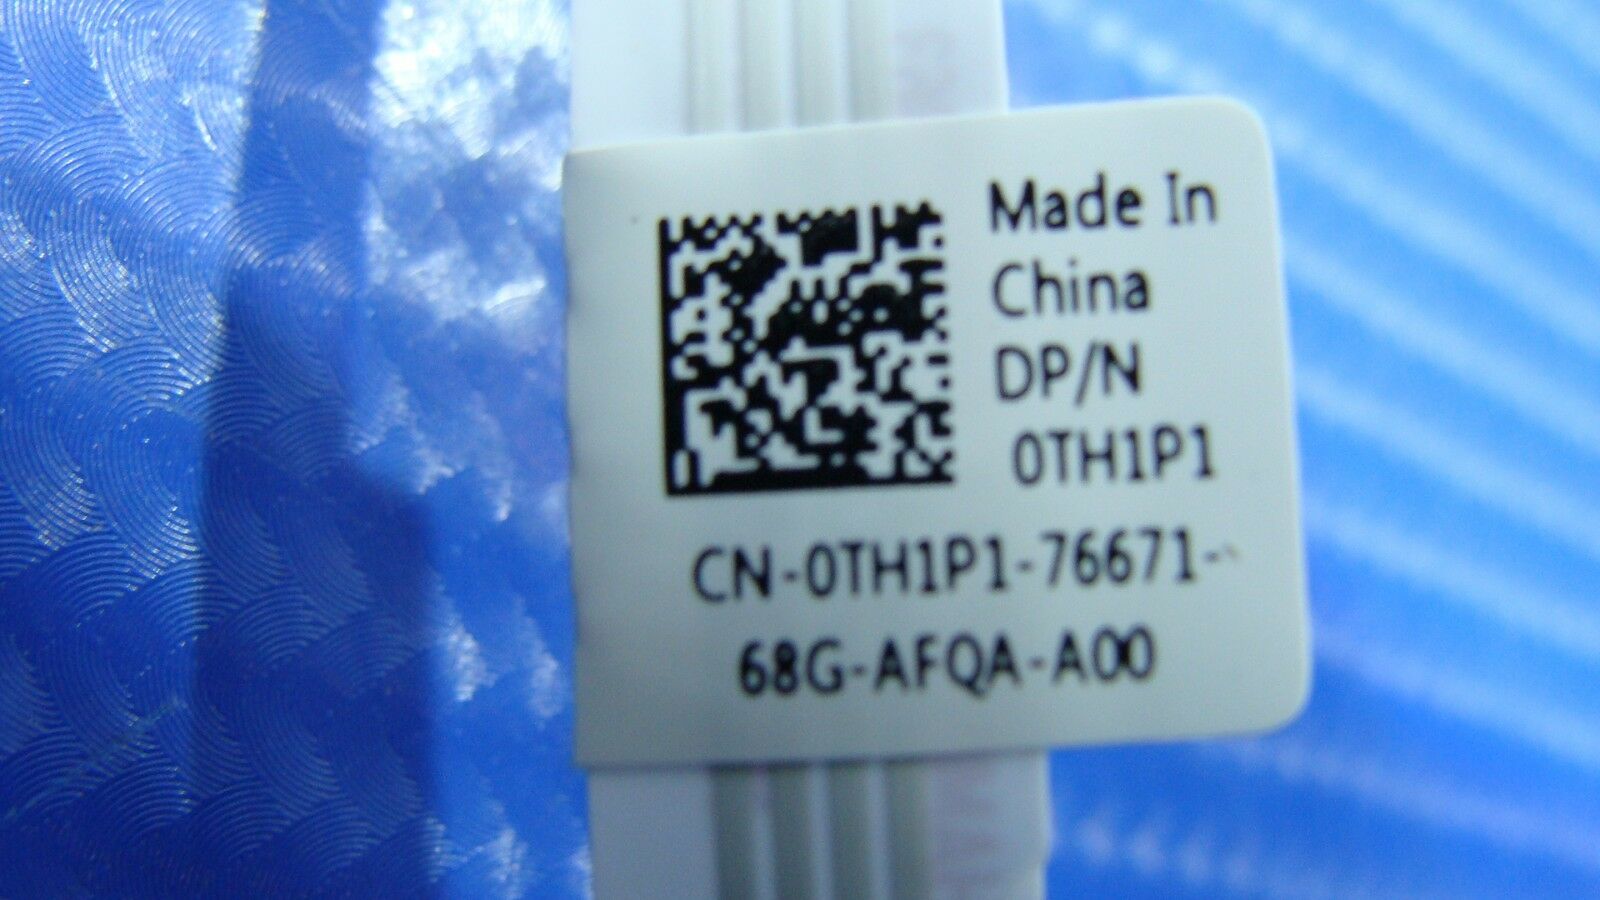 Made In
China
DP/N
0TH1P1
CN-0TH1P1-76671-
68G-AFQA-A00